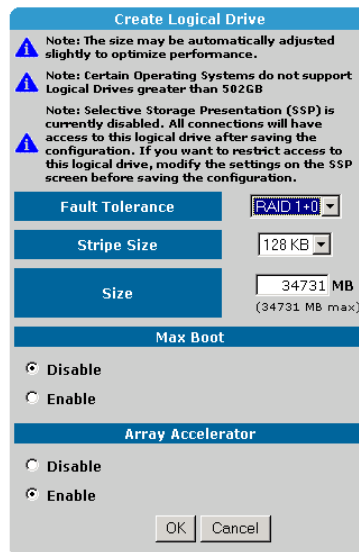 Create Logical Drive
Note: The size may be automatically adjusted
slightly to optimize performance.
Note: Certain Operating Systems do not support
Logical Drives greater than 502GB
Note: Selective Storage Presentation (SSP) is
currently disabled. All connections will have
access to this logical drive after saving the
configuration. If you want to restrict access to
this logical drive, modify the settings on the SSP
screen before saving the configuration.
Fault Tolerance RAID 1+0
Stripe Size 128 KB
Size 34731 MB
(34731 MB max)
Max Boot
Disable
Enable
Array Accelerator
Disable
Enable
OK Cancel